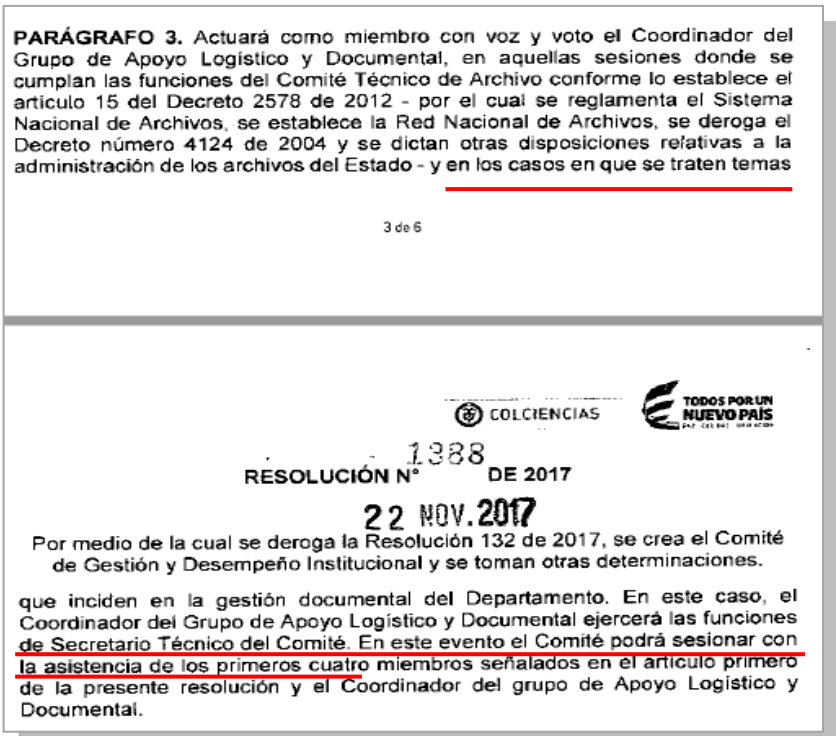 PARÁGRAFO 3. Actuará como miembro con voz y voto el Coordinador del
Grupo de Apoyo Logístico y Documental, en aquellas sesiones donde se
cumplan las funciones del Comité Técnico de Archivo conforme lo establece el
artículo 15 del Decreto 2578 de 2012 - por el cual se reglamenta el Sistema
Nacional de Archivos, se establece la Red Nacional de Archivos, se deroga el
Decreto número 4124 de 2004 y se dictan otras disposiciones relativas a la
administración de los archivos del Estado - y en los casos en que se traten temas
3 de 6
COLCIENCIAS
TODOS POR UN
NUEVO PAÍS
1388
RESOLUCIÓN N° DE 2017
22 NOV. 2017
Por medio de la cual se deroga la Resolución 132 de 2017, se crea el Comité
de Gestión y Desempeño Institucional y se toman otras determinaciones.
que inciden en la gestión documental del Departamento. En este caso, el
Coordinador del Grupo de Apoyo Logístico y Documental ejercerá las funciones
de Secretario Técnico del Comité. En este evento el Comité podrá sesionar con
la asistencia de los primeros cuatro miembros señalados en el artículo primero
de la presente resolución y el Coordinador del grupo de Apoyo Logístico y
Documental.